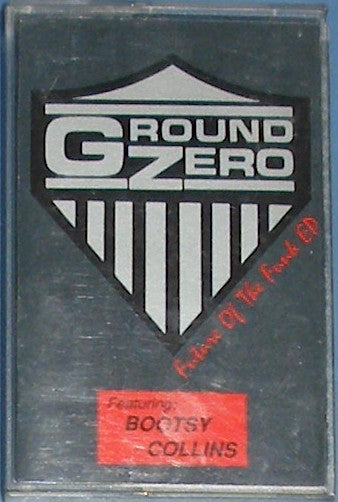 GROUND
ZERO
Future Of The Funk EP
Featuring:
BOOTSY
COLLINS